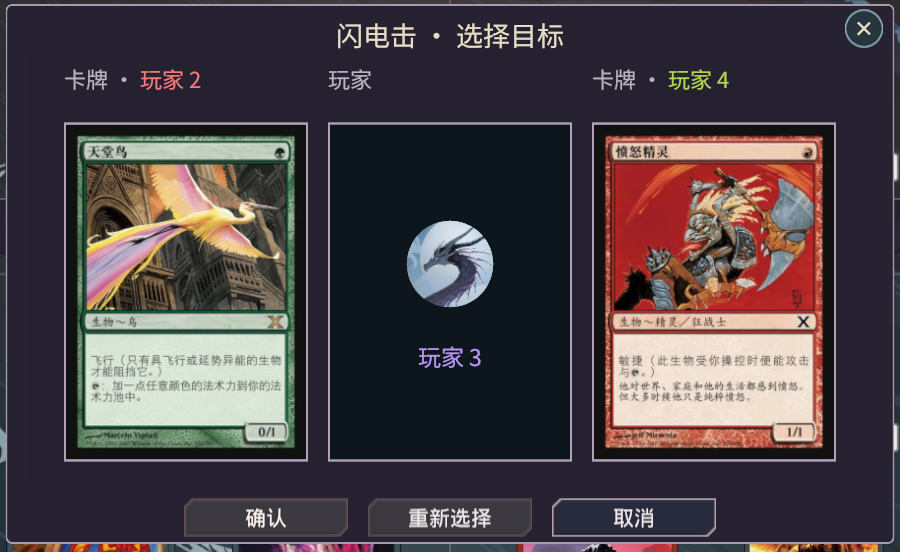 闪电击 • 选择目标
卡牌 • 玩家 2
玩家
卡牌 • 玩家 4
天堂鸟
生物～鸟
飞行（只有具飞行或延势异能的生物
才能阻挡它。）
：加一点任意颜色的法术力到你的法
术力池中。
Marcelo Vignali
0/1
玩家 3
愤怒精灵
生物～精灵／狂战士
敏捷（此生物受你操控时便能攻击
与。）
他对世界、家庭和他的生活都感到愤怒。
但大多时候他只是纯粹愤怒。
Jeff Miracola
1/1
确认
重新选择
取消